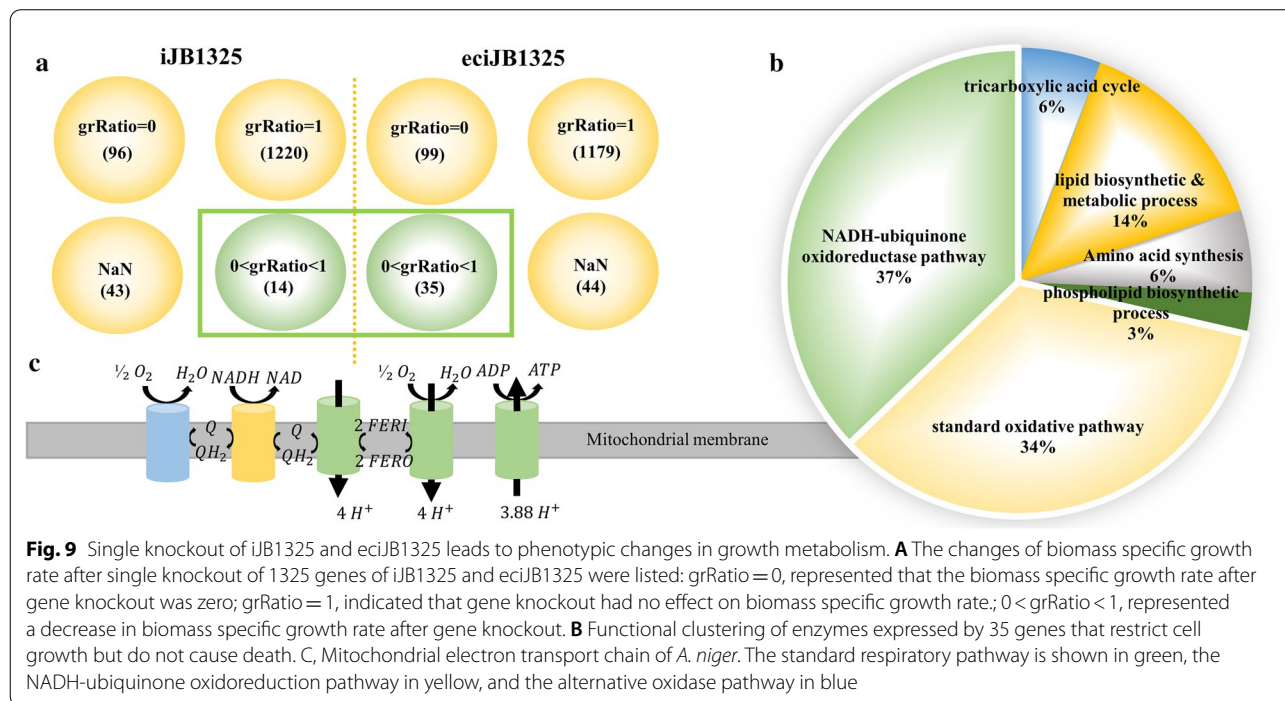 iJB1325 eciJB1325
a
grRatio=0
(96)
grRatio=1
(1220)
grRatio=0
(99)
grRatio=1
(1179)
NaN
(43)
0<grRatio<1
(14)
0<grRatio<1
(35)
NaN
(44)
b
tricarboxylic acid cycle
6%
lipid biosynthetic &
metabolic process
14%
Amino acid synthesis
6%
phospholipid biosynthetic
process
3%
NADH-ubiquinone
oxidoreductase pathway
37%
standard oxidative pathway
34%
c
½ O₂ H₂O NADH NAD ½ O₂ H₂O ADP ATP
Q Q 2 FERI
QH₂ QH₂ 2 FERO
Mitochondrial membrane
4 H⁺ 4 H⁺ 3.88 H⁺
Fig. 9 Single knockout of iJB1325 and eciJB1325 leads to phenotypic changes in growth metabolism. A The changes of biomass specific growth
rate after single knockout of 1325 genes of iJB1325 and eciJB1325 were listed: grRatio = 0, represented that the biomass specific growth rate after
gene knockout was zero; grRatio = 1, indicated that gene knockout had no effect on biomass specific growth rate.; 0 < grRatio < 1, represented
a decrease in biomass specific growth rate after gene knockout. B Functional clustering of enzymes expressed by 35 genes that restrict cell
growth but do not cause death. C, Mitochondrial electron transport chain of A. niger. The standard respiratory pathway is shown in green, the
NADH-ubiquinone oxidoreduction pathway in yellow, and the alternative oxidase pathway in blue